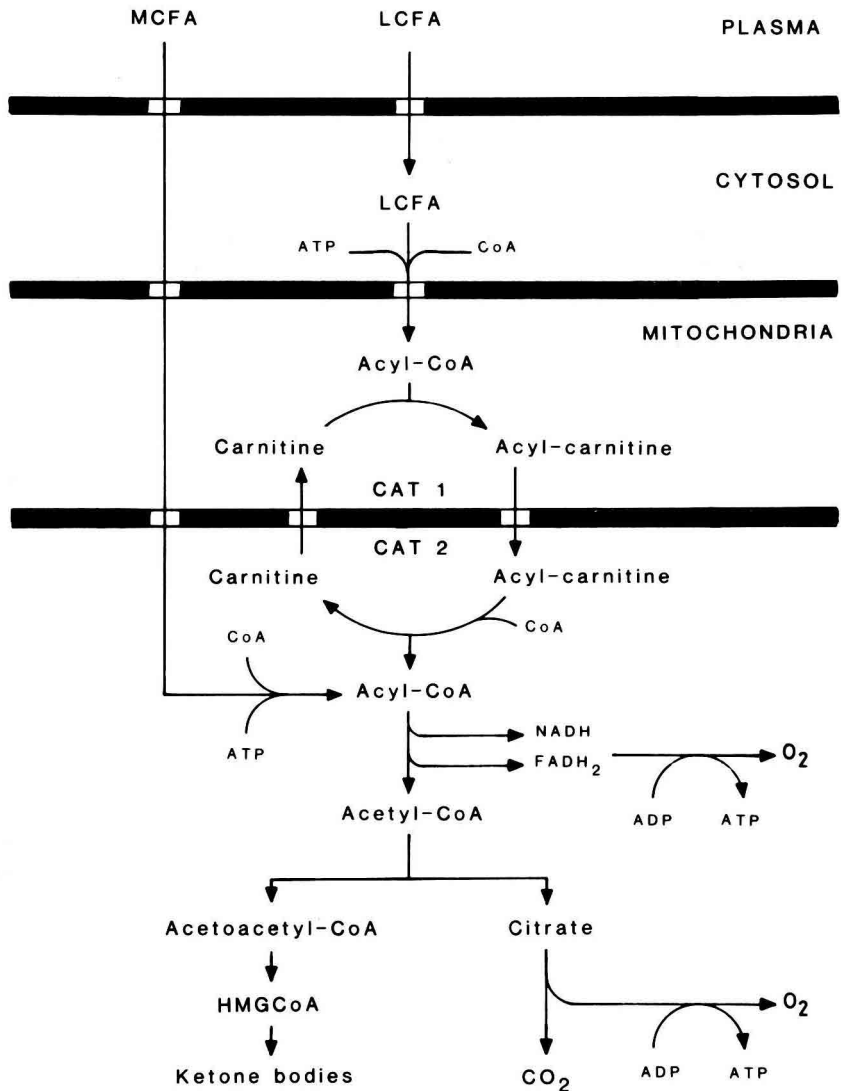 MCFA LCFA PLASMA
CYTOSOL
LCFA
ATP CoA
MITOCHONDRIA
Acyl-CoA
Carnitine Acyl-carnitine
CAT 1
CAT 2
Carnitine Acyl-carnitine
CoA CoA
Acyl-CoA
NADH
ATP FADH₂ O₂
Acetyl-CoA ADP ATP
Acetoacetyl-CoA Citrate
HMGCoA O₂
Ketone bodies CO₂ ADP ATP